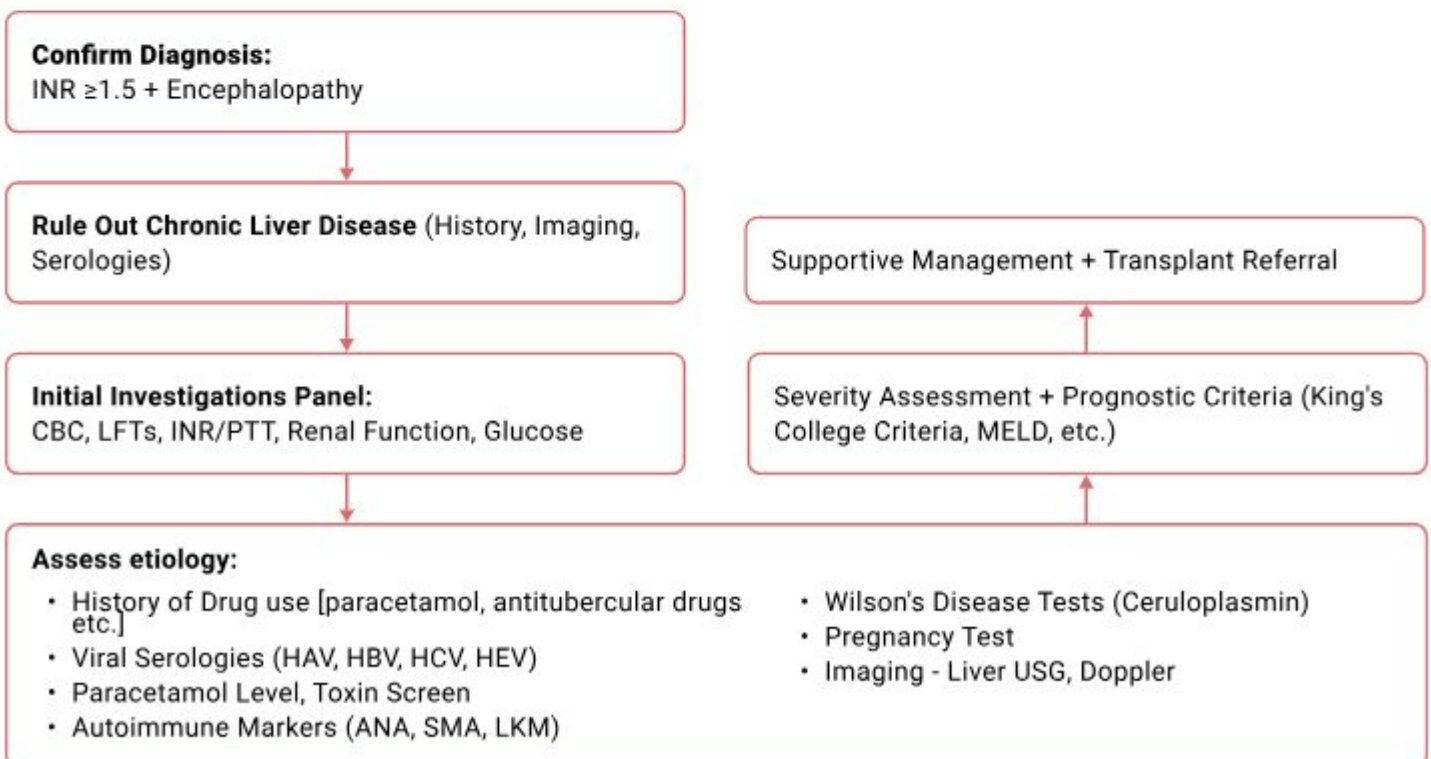 Confirm Diagnosis:
INR ≥1.5 + Encephalopathy
Rule Out Chronic Liver Disease (History, Imaging,
Serologies)
Initial Investigations Panel:
CBC, LFTs, INR/PTT, Renal Function, Glucose
Assess etiology:
• History of Drug use [paracetamol, antitubercular drugs
etc.]
• Viral Serologies (HAV, HBV, HCV, HEV)
• Paracetamol Level, Toxin Screen
• Autoimmune Markers (ANA, SMA, LKM)
• Wilson's Disease Tests (Ceruloplasmin)
• Pregnancy Test
• Imaging - Liver USG, Doppler
Severity Assessment + Prognostic Criteria (King's
College Criteria, MELD, etc.)
Supportive Management + Transplant Referral